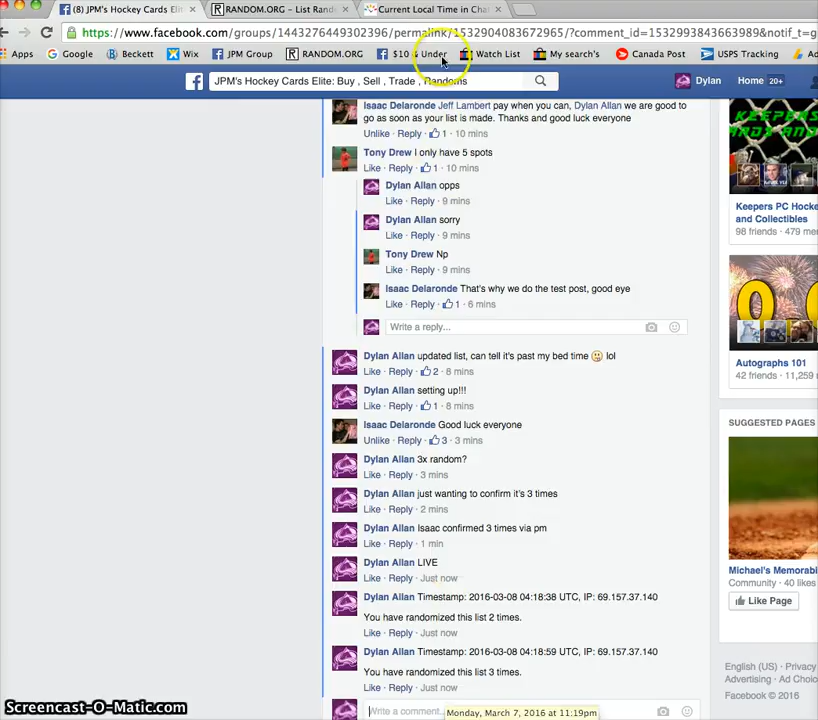 (8) JPM's Hockey Cards Elite:
RANDOM.ORG - List Random
Current Local Time in Cha
https://www.facebook.com/groups/1443276449302396/permalink/1532904083672965/?comment_id=1532993843663989&notif_t=g
Apps
Google
Beckett
Wix
JPM Group
RANDOM.ORG
$10 & Under
Watch List
My search's
Canada Post
USPS Tracking
JPM's Hockey Cards Elite: Buy , Sell , Trade , Randoms
Dylan
Home 20+
Isaac Delaronde Jeff Lambert pay when you can, Dylan Allan we are good to
go as soon as your list is made. Thanks and good luck everyone
Unlike · Reply · 1 · 10 mins
Tony Drew I only have 5 spots
Like · Reply · 1 · 10 mins
Dylan Allan opps
Like · Reply · 9 mins
Dylan Allan sorry
Like · Reply · 9 mins
Tony Drew Np
Like · Reply · 9 mins
Isaac Delaronde That's why we do the test post, good eye
Like · Reply · 1 · 6 mins
Write a reply...
Dylan Allan updated list, can tell it's past my bed time lol
Like · Reply · 2 · 8 mins
Dylan Allan setting up!!!
Like · Reply · 1 · 8 mins
Isaac Delaronde Good luck everyone
Unlike · Reply · 3 · 3 mins
Dylan Allan 3x random?
Like · Reply · 3 mins
Dylan Allan just wanting to confirm it's 3 times
Like · Reply · 2 mins
Dylan Allan Isaac confirmed 3 times via pm
Like · Reply · 1 min
Dylan Allan LIVE
Like · Reply · Just now
Dylan Allan Timestamp: 2016-03-08 04:18:38 UTC, IP: 69.157.37.140
You have randomized this list 2 times.
Like · Reply · Just now
Dylan Allan Timestamp: 2016-03-08 04:18:59 UTC, IP: 69.157.37.140
You have randomized this list 3 times.
Like · Reply · Just now
Write a comment...
Monday, March 7, 2016 at 11:19pm
Keepers PC Hocke
and Collectibles
98 friends · 479 me
Autographs 101
42 friends · 11,259
SUGGESTED PAGES
Michael's Memorabi
Community · 40 likes
Like Page
English (US) · Privacy
Advertising · Ad Choic
Facebook © 2016
Screencast-O-Matic.com